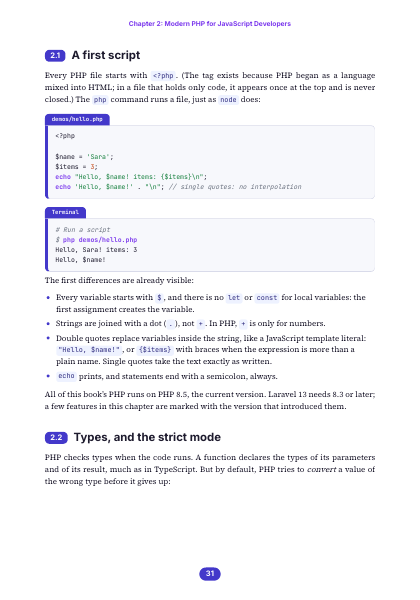 Chapter 2: Modern PHP for JavaScript Developers
2.1 A first script
Every PHP file starts with <?php. (The tag exists because PHP began as a language
mixed into HTML; in a file that holds only code, it appears once at the top and is never
closed.) The php command runs a file, just as node does:
demos/hello.php
<?php
$name = 'Sara';
$items = 3;
echo "Hello, $name! items: {$items}\n";
echo 'Hello, $name!' . "\n"; // single quotes: no interpolation
Terminal
# Run a script
$ php demos/hello.php
Hello, Sara! items: 3
Hello, $name!
The first differences are already visible:
• Every variable starts with $, and there is no let or const for local variables: the
first assignment creates the variable.
• Strings are joined with a dot (.), not +. In PHP, + is only for numbers.
• Double quotes replace variables inside the string, like a JavaScript template literal:
"Hello, $name!", or {$items} with braces when the expression is more than a
plain name. Single quotes take the text exactly as written.
• echo prints, and statements end with a semicolon, always.
All of this book's PHP runs on PHP 8.5, the current version. Laravel 13 needs 8.3 or later;
a few features in this chapter are marked with the version that introduced them.
2.2 Types, and the strict mode
PHP checks types when the code runs. A function declares the types of its parameters
and of its result, much as in TypeScript. But by default, PHP tries to convert a value of
the wrong type before it gives up:
31